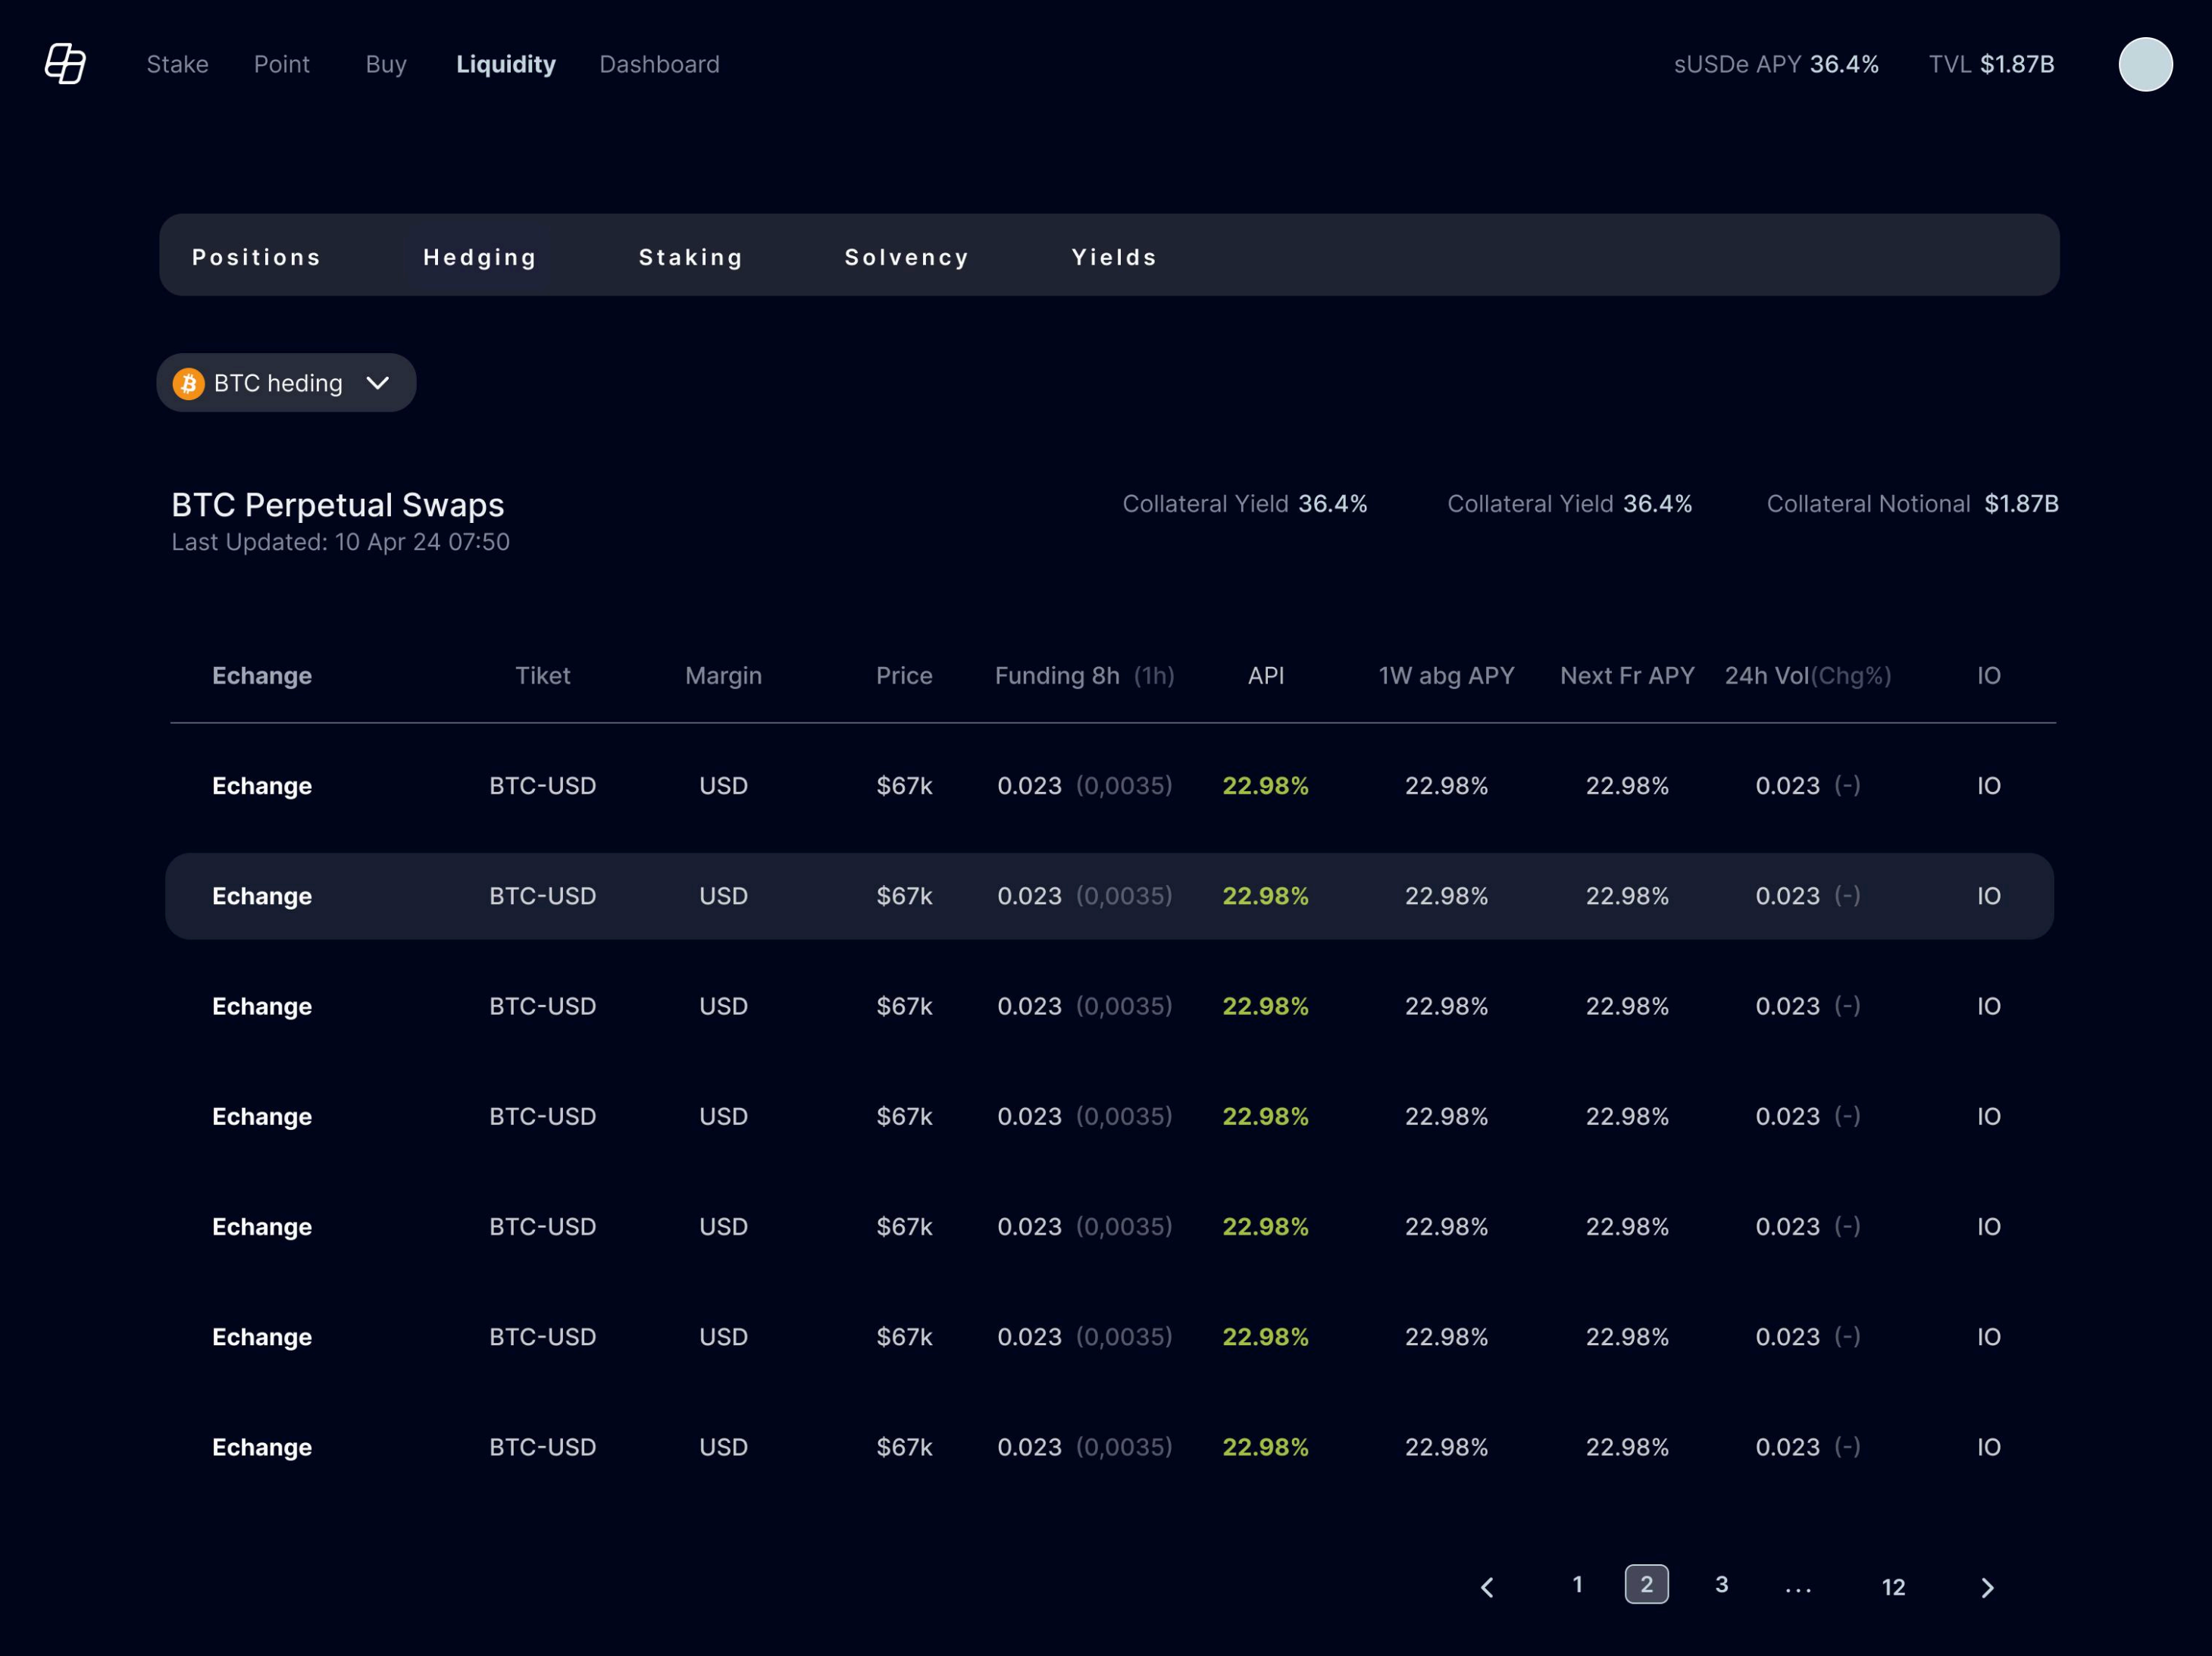 Stake Point Buy Liquidity Dashboard sUSDe APY 36.4% TVL $1.87B
Positions Hedging Staking Solvency Yields
BTC heding
BTC Perpetual Swaps Collateral Yield 36.4% Collateral Yield 36.4% Collateral Notional $1.87B
Last Updated: 10 Apr 24 07:50
Echange Tiket Margin Price Funding 8h (1h) API 1W abg APY Next Fr APY 24h Vol(Chg%) IO
Echange BTC-USD USD $67k 0.023 (0,0035) 22.98% 22.98% 22.98% 0.023 (-) IO
Echange BTC-USD USD $67k 0.023 (0,0035) 22.98% 22.98% 22.98% 0.023 (-) IO
Echange BTC-USD USD $67k 0.023 (0,0035) 22.98% 22.98% 22.98% 0.023 (-) IO
Echange BTC-USD USD $67k 0.023 (0,0035) 22.98% 22.98% 22.98% 0.023 (-) IO
Echange BTC-USD USD $67k 0.023 (0,0035) 22.98% 22.98% 22.98% 0.023 (-) IO
Echange BTC-USD USD $67k 0.023 (0,0035) 22.98% 22.98% 22.98% 0.023 (-) IO
Echange BTC-USD USD $67k 0.023 (0,0035) 22.98% 22.98% 22.98% 0.023 (-) IO
1 2 3 ... 12